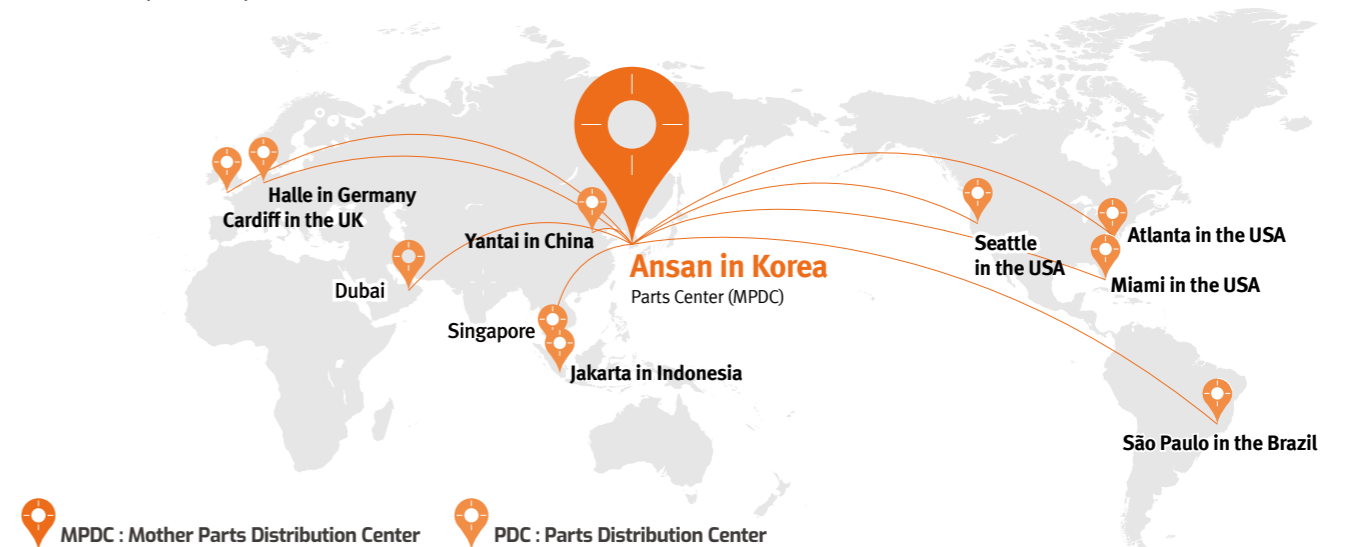 Halle in Germany
Cardiff in the UK
Yantai in China
Dubai
Ansan in Korea
Parts Center (MPDC)
Singapore
Jakarta in Indonesia
Seattle
in the USA
Atlanta in the USA
Miami in the USA
São Paulo in the Brazil
MPDC : Mother Parts Distribution Center
PDC : Parts Distribution Center